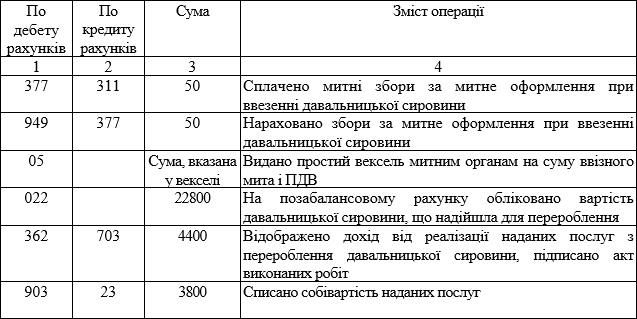 По дебету рахунків
По кредиту рахунків
Сума
Зміст операції
1 2 3 4
377 311 50 Сплачено митні збори за митне оформлення при
ввезенні давальницької сировини
949 377 50 Нараховано збори за митне оформлення при ввезенні
давальницької сировини
05 Сума, вказана Видано простий вексель митним органам на суму ввізного
у векселі мита і ПДВ
022 22800 На позабалансовому рахунку обліковано вартість
давальницької сировини, що надійшла для перероблення
362 703 4400 Відображено дохід від реалізації наданих послуг з
перероблення давальницької сировини, підписано акт
виконаних робіт
903 23 3800 Списано собівартість наданих послуг